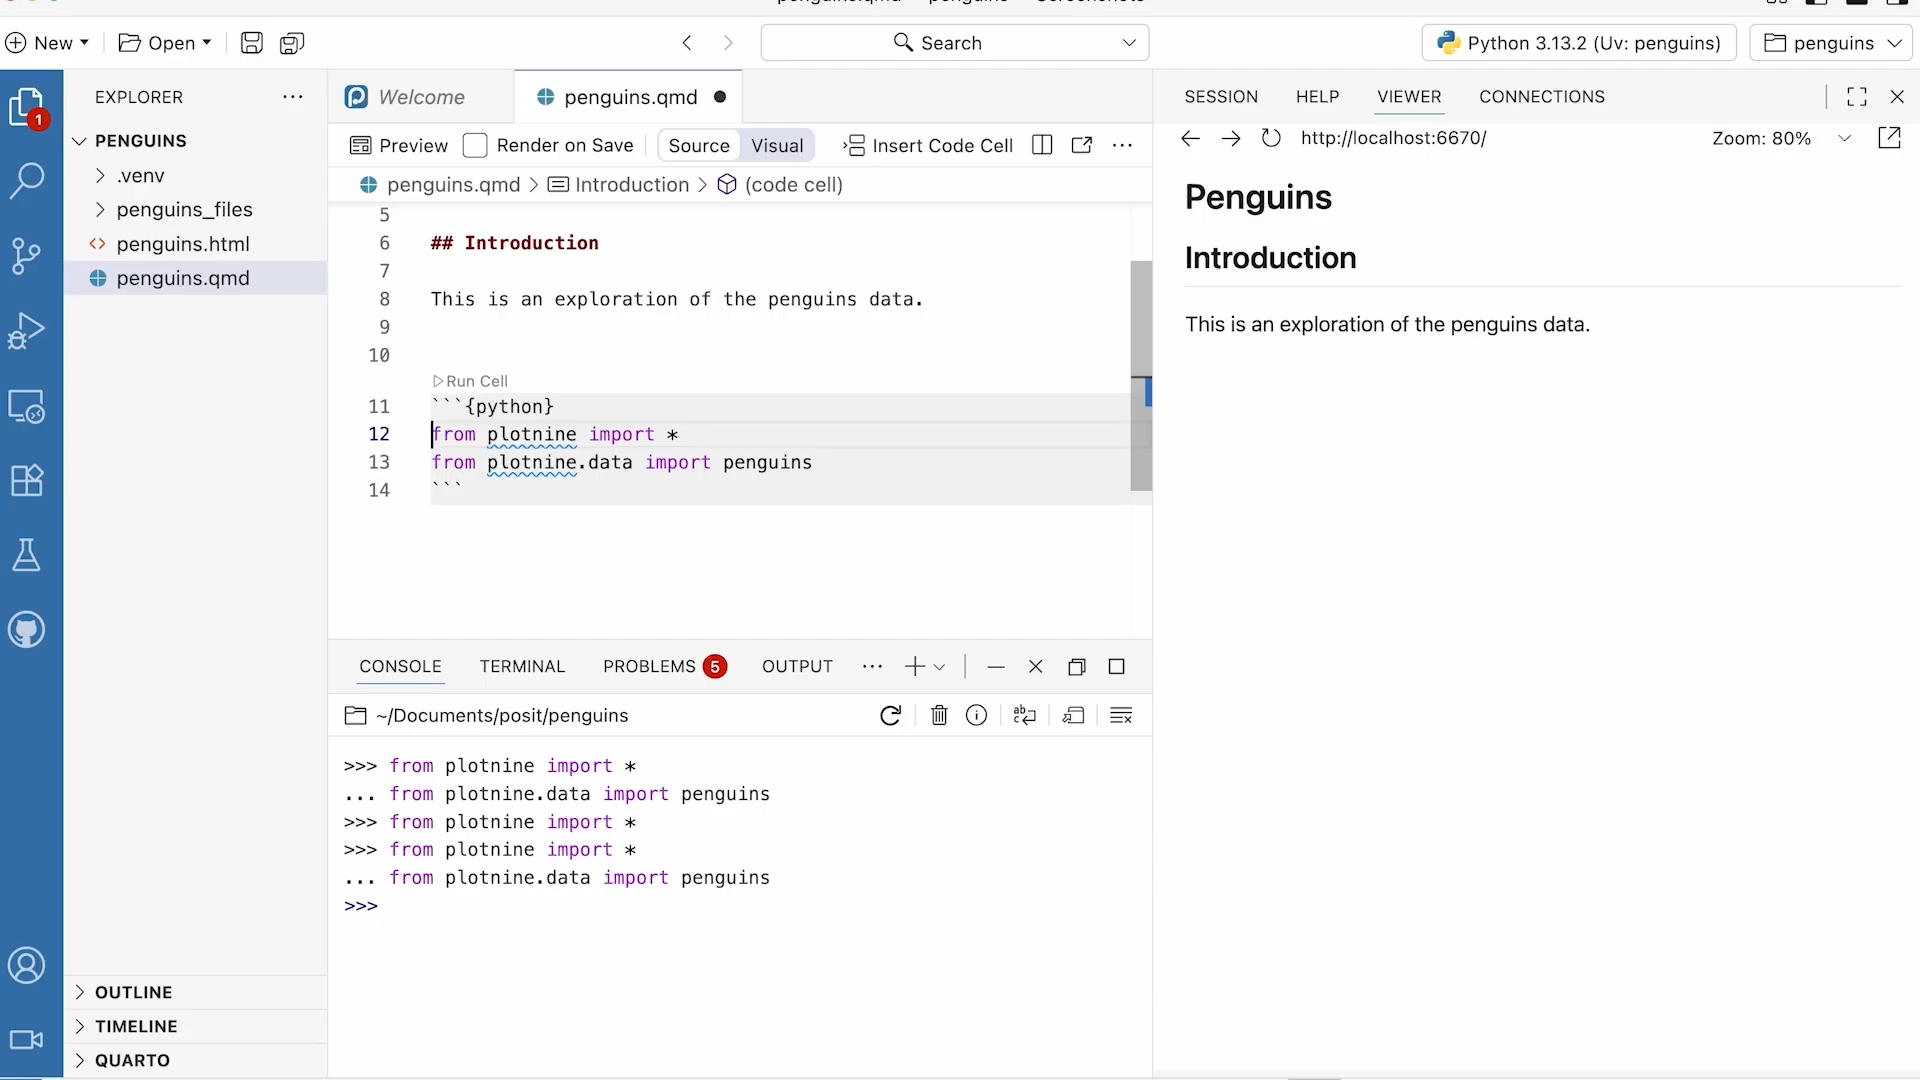 New
Open
Search
Python 3.13.2 (Uv: penguins)
penguins
1
EXPLORER
PENGUINS
.venv
penguins_files
penguins.html
penguins.qmd
OUTLINE
TIMELINE
QUARTO
Welcome
penguins.qmd
Preview
Render on Save
Source
Visual
Insert Code Cell
penguins.qmd > Introduction > (code cell)
5
6 ## Introduction
7
8 This is an exploration of the penguins data.
9
10
Run Cell
11 ```{python}
12 from plotnine import *
13 from plotnine.data import penguins
14 ```
CONSOLE
TERMINAL
PROBLEMS 5
OUTPUT
~/Documents/posit/penguins
>>> from plotnine import *
... from plotnine.data import penguins
>>> from plotnine import *
>>> from plotnine import *
... from plotnine.data import penguins
>>>
SESSION
HELP
VIEWER
CONNECTIONS
http://localhost:6670/
Zoom: 80%
Penguins
Introduction
This is an exploration of the penguins data.